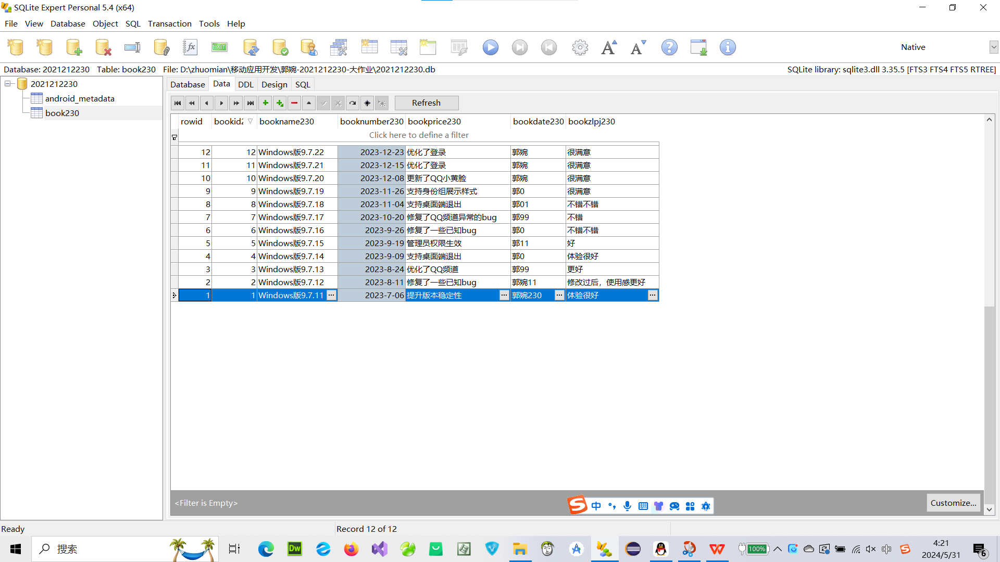 SQLite Expert Personal 5.4 (x64)
File View Database Object SQL Transaction Tools Help
EXIT
Native
Database: 2021212230 Table: book230 File: D:\zhuomian\移动应用开发\郭婉-2021212230-大作业\2021212230.db
SQLite library: sqlite3.dll 3.35.5 [FTS3 FTS4 FTS5 RTREE]
2021212230
android_metadata
book230
Database Data DDL Design SQL
Refresh
rowid bookid2 bookname230 booknumber230 bookprice230 bookdate230 bookzlpj230
Click here to define a filter
12 12 Windows版9.7.22 2023-12-23 优化了登录 郭婉 很满意
11 11 Windows版9.7.21 2023-12-15 优化了登录 郭婉 很满意
10 10 Windows版9.7.20 2023-12-08 更新了QQ小黄脸 郭婉 很满意
9 9 Windows版9.7.19 2023-11-26 支持身份组展示样式 郭0 很满意
8 8 Windows版9.7.18 2023-11-04 支持桌面端退出 郭01 不错不错
7 7 Windows版9.7.17 2023-10-20 修复了QQ频道异常的bug 郭99 不错
6 6 Windows版9.7.16 2023-9-26 修复了一些已知bug 郭0 不错不错
5 5 Windows版9.7.15 2023-9-19 管理员权限生效 郭11 好
4 4 Windows版9.7.14 2023-9-09 支持桌面端退出 郭0 体验很好
3 3 Windows版9.7.13 2023-8-24 优化了QQ频道 郭99 更好
2 2 Windows版9.7.12 2023-8-11 修复了一些已知bug 郭婉11 修改过后，使用感更好
1 1 Windows版9.7.11 ... 2023-7-06 提升版本稳定性 ... 郭婉230 ... 体验很好 ...
<Filter is Empty>
中
Customize...
Ready
Record 12 of 12
搜索
Dw
100%
中
4:21
2024/5/31
6